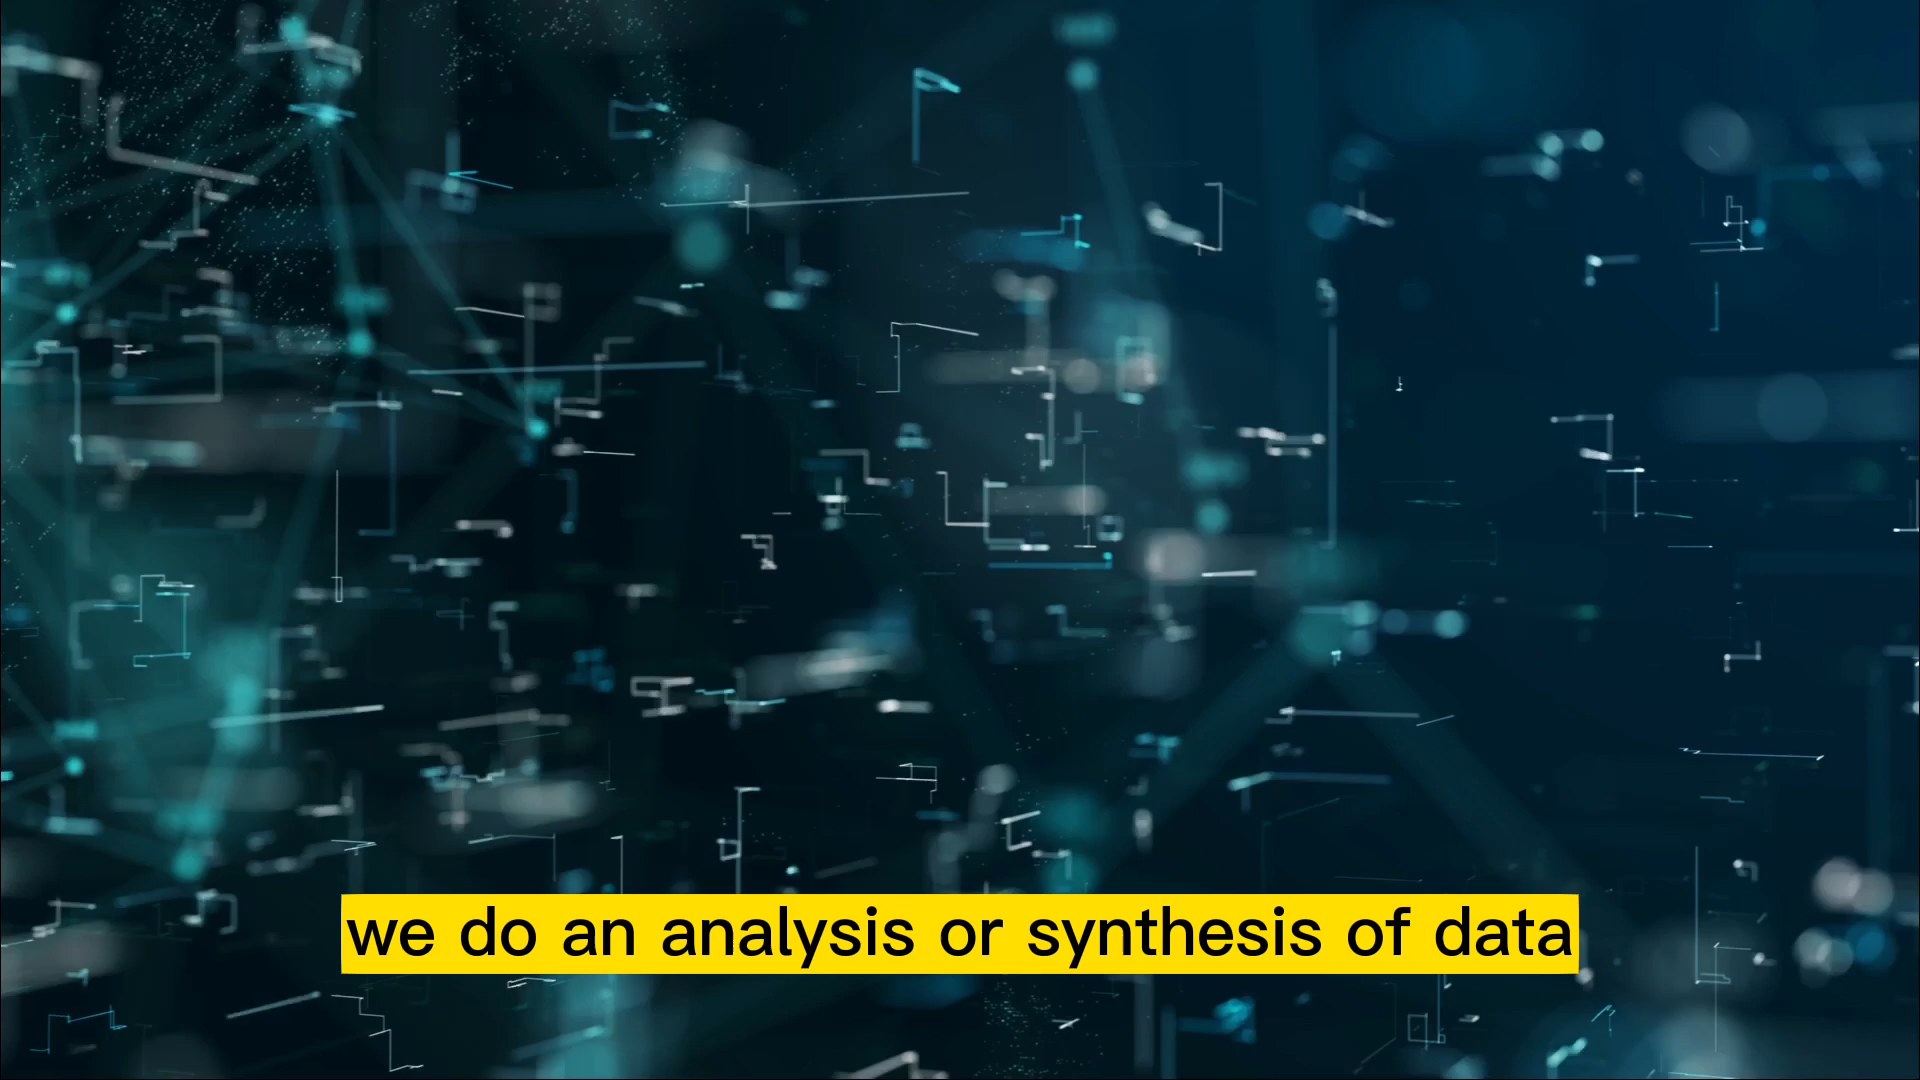 we do an analysis or synthesis of data